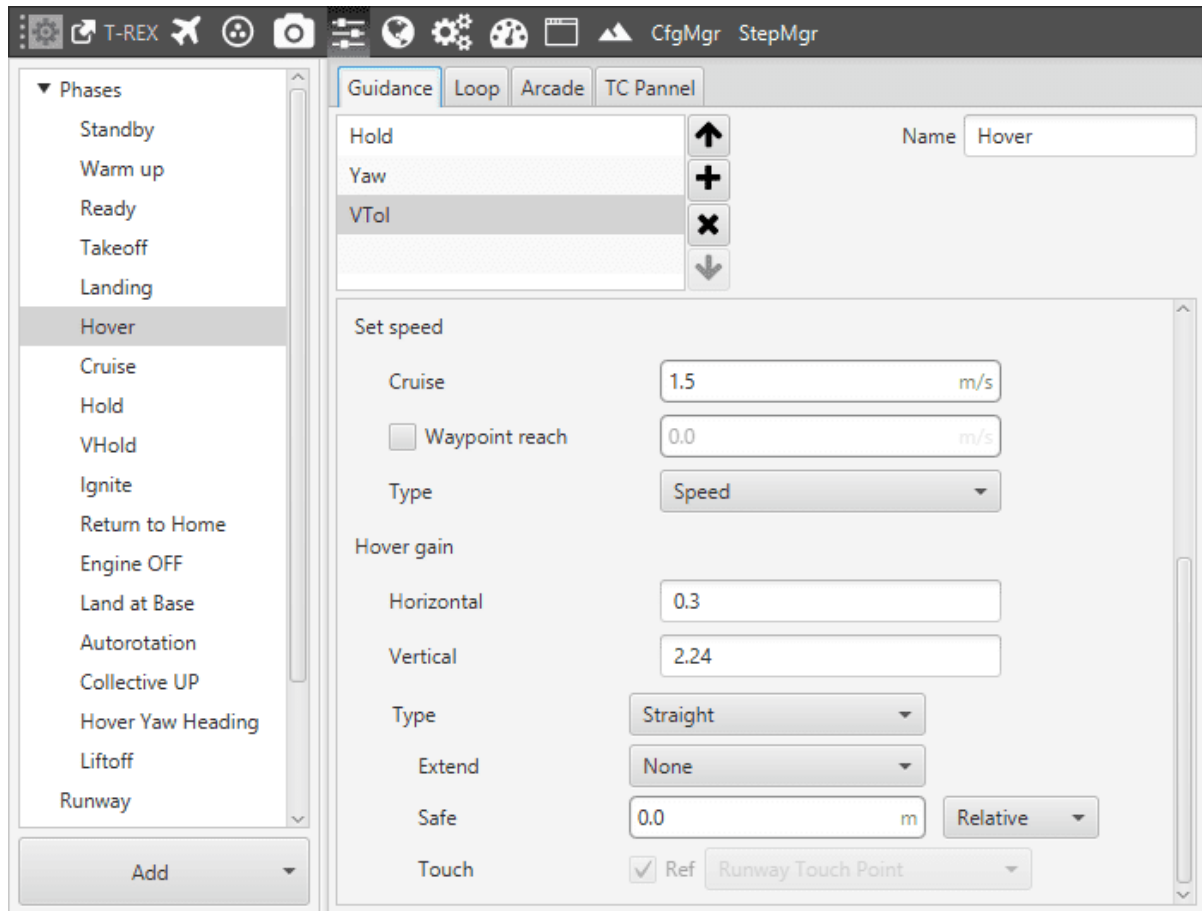 T-REX CfgMgr StepMgr
Phases
Standby
Warm up
Ready
Takeoff
Landing
Hover
Cruise
Hold
VHold
Ignite
Return to Home
Engine OFF
Land at Base
Autorotation
Collective UP
Hover Yaw Heading
Liftoff
Runway
Add
Guidance Loop Arcade TC Pannel
Hold
Yaw
VTol
Name Hover
Set speed
Cruise 1.5 m/s
Waypoint reach 0.0 m/s
Type Speed
Hover gain
Horizontal 0.3
Vertical 2.24
Type Straight
Extend None
Safe 0.0 m Relative
Touch Ref Runway Touch Point